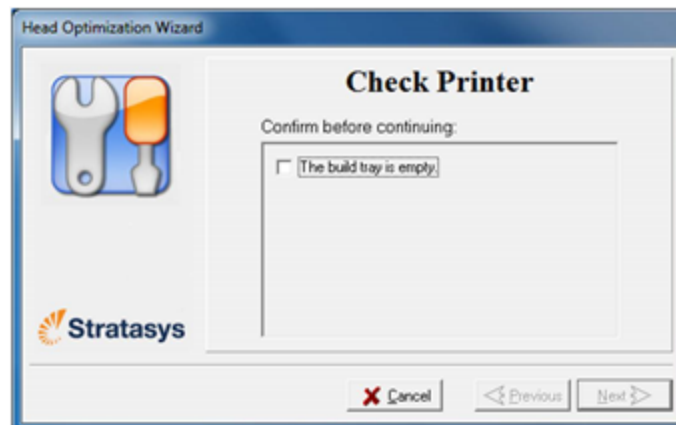 Head Optimization Wizard
Check Printer
Confirm before continuing:
The build tray is empty.
Stratasys
Cancel
Previous
Next